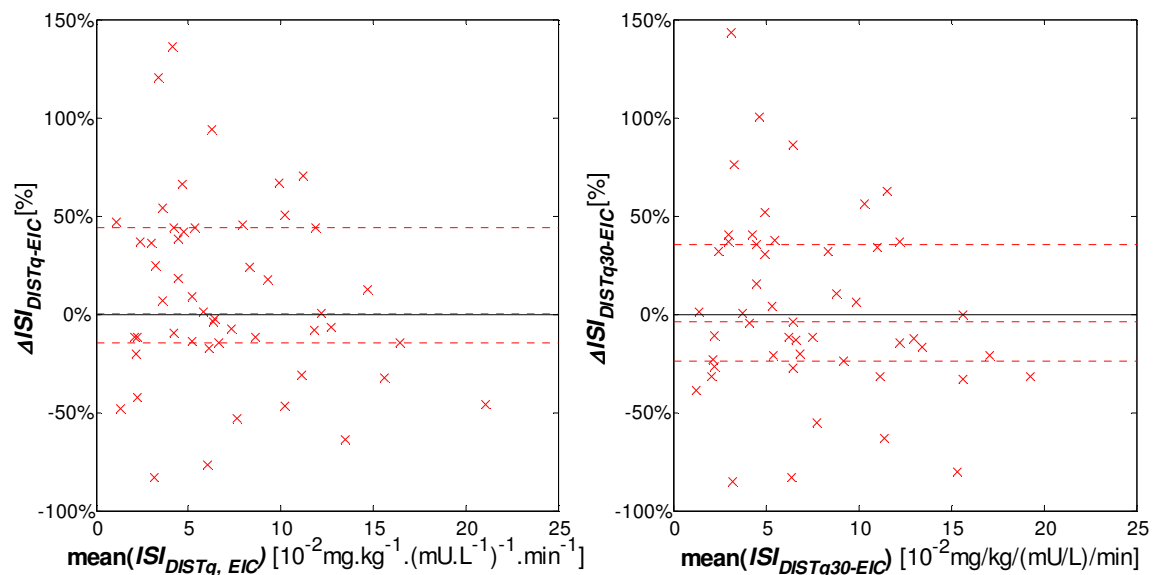 150%
100%
50%
0%
-50%
-100%
0 5 10 15 20 25
ΔISI_DISTq-EIC [%]
mean(ISI_DISTq, EIC) [10^-2 mg.kg^-1.(mU.L^-1)^-1.min^-1]
150%
100%
50%
0%
-50%
-100%
0 5 10 15 20 25
ΔISI_DISTq30-EIC [%]
mean(ISI_DISTq30-EIC) [10^-2 mg/kg/(mU/L)/min]